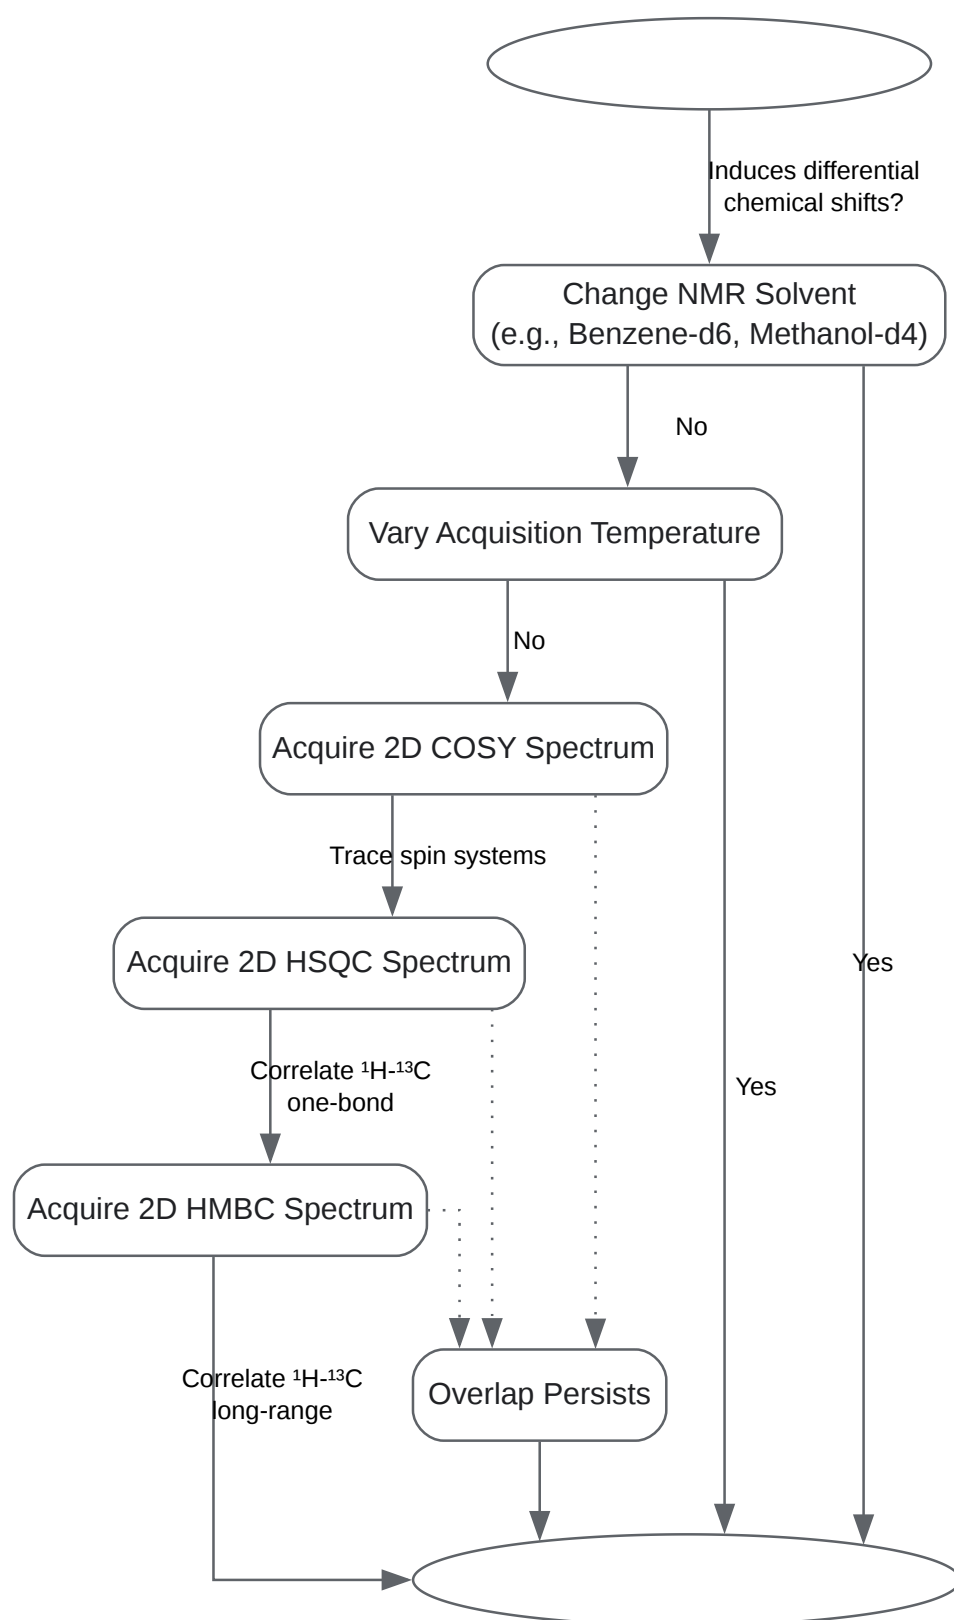 Induces differential
chemical shifts?
Change NMR Solvent
(e.g., Benzene-d6, Methanol-d4)
No
Vary Acquisition Temperature
No
Acquire 2D COSY Spectrum
Trace spin systems
Acquire 2D HSQC Spectrum
Yes
Correlate ¹H-¹³C
one-bond
Yes
Acquire 2D HMBC Spectrum
Correlate ¹H-¹³C
long-range
Overlap Persists